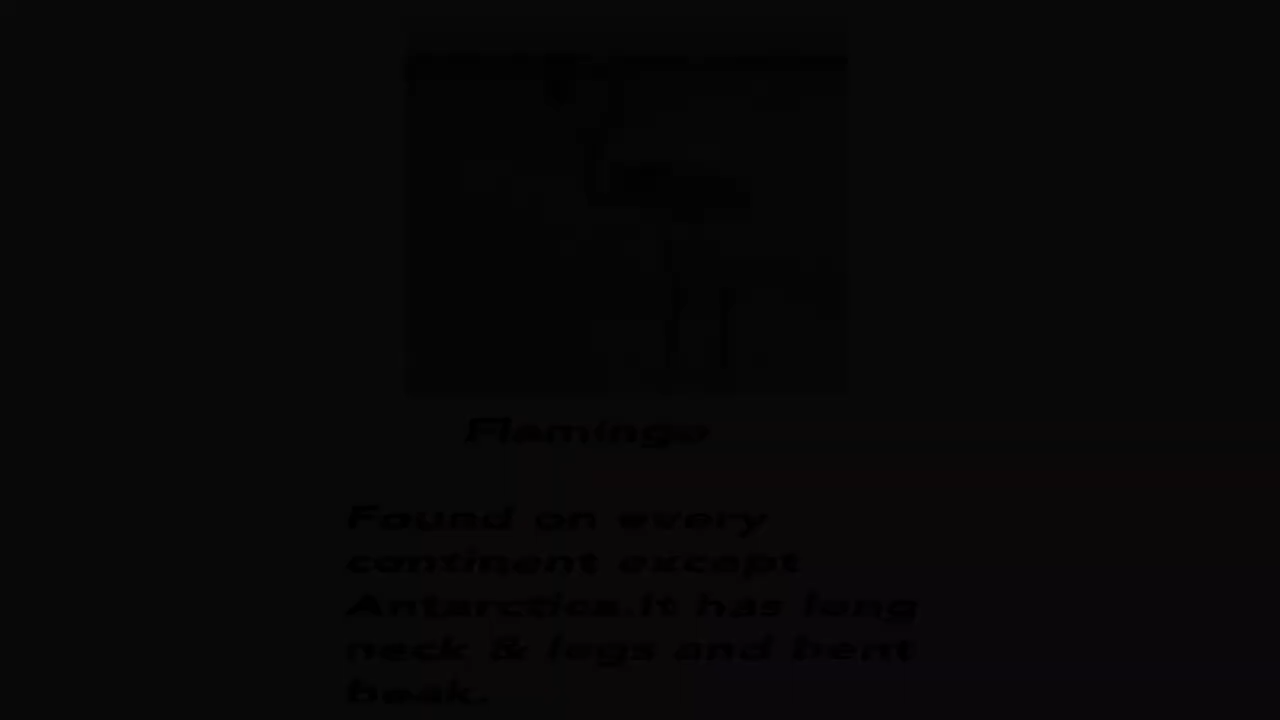 Flamingo
Found on every
continent except
Antarctica.It has long
neck & legs and bent
beak.